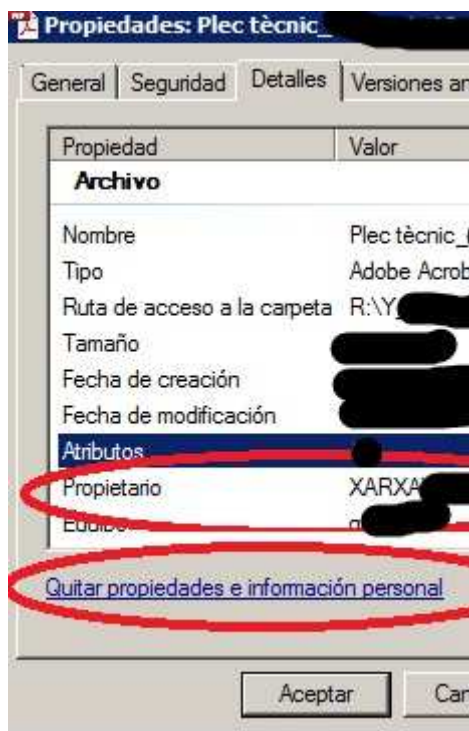 Propiedades: Plec tècnic_
General Seguridad Detalles Versiones an
Propiedad Valor
Archivo
Nombre Plec tècnic_(
Tipo Adobe Acrob
Ruta de acceso a la carpeta R:\Y_
Tamaño
Fecha de creación
Fecha de modificación
Atributos
Propietario XARXA\
Equipo
Quitar propiedades e información personal
Aceptar Can